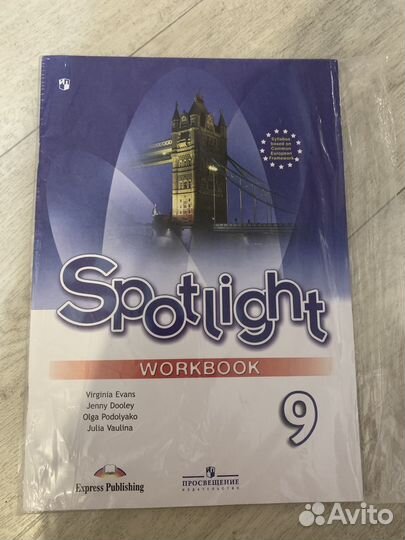 Syllabus
based on
Common
European
Framework
Spotlight
WORKBOOK
Virginia Evans
Jenny Dooley
Olga Podolyako
Julia Vaulina
9
Express Publishing
ПРОСВЕЩЕНИЕ
ИЗДАТЕЛЬСТВО
Avito